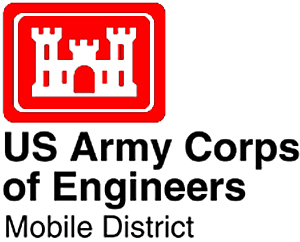 US Army Corps
of Engineers
Mobile District